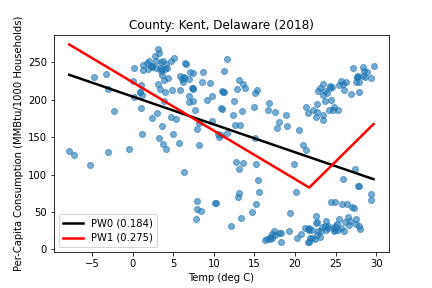 County: Kent, Delaware (2018)
Per-Capita Consumption (MMBtu/1000 Households)
250
200
150
100
50
0
PW0 (0.184)
PW1 (0.275)
−5 0 5 10 15 20 25 30
Temp (deg C)